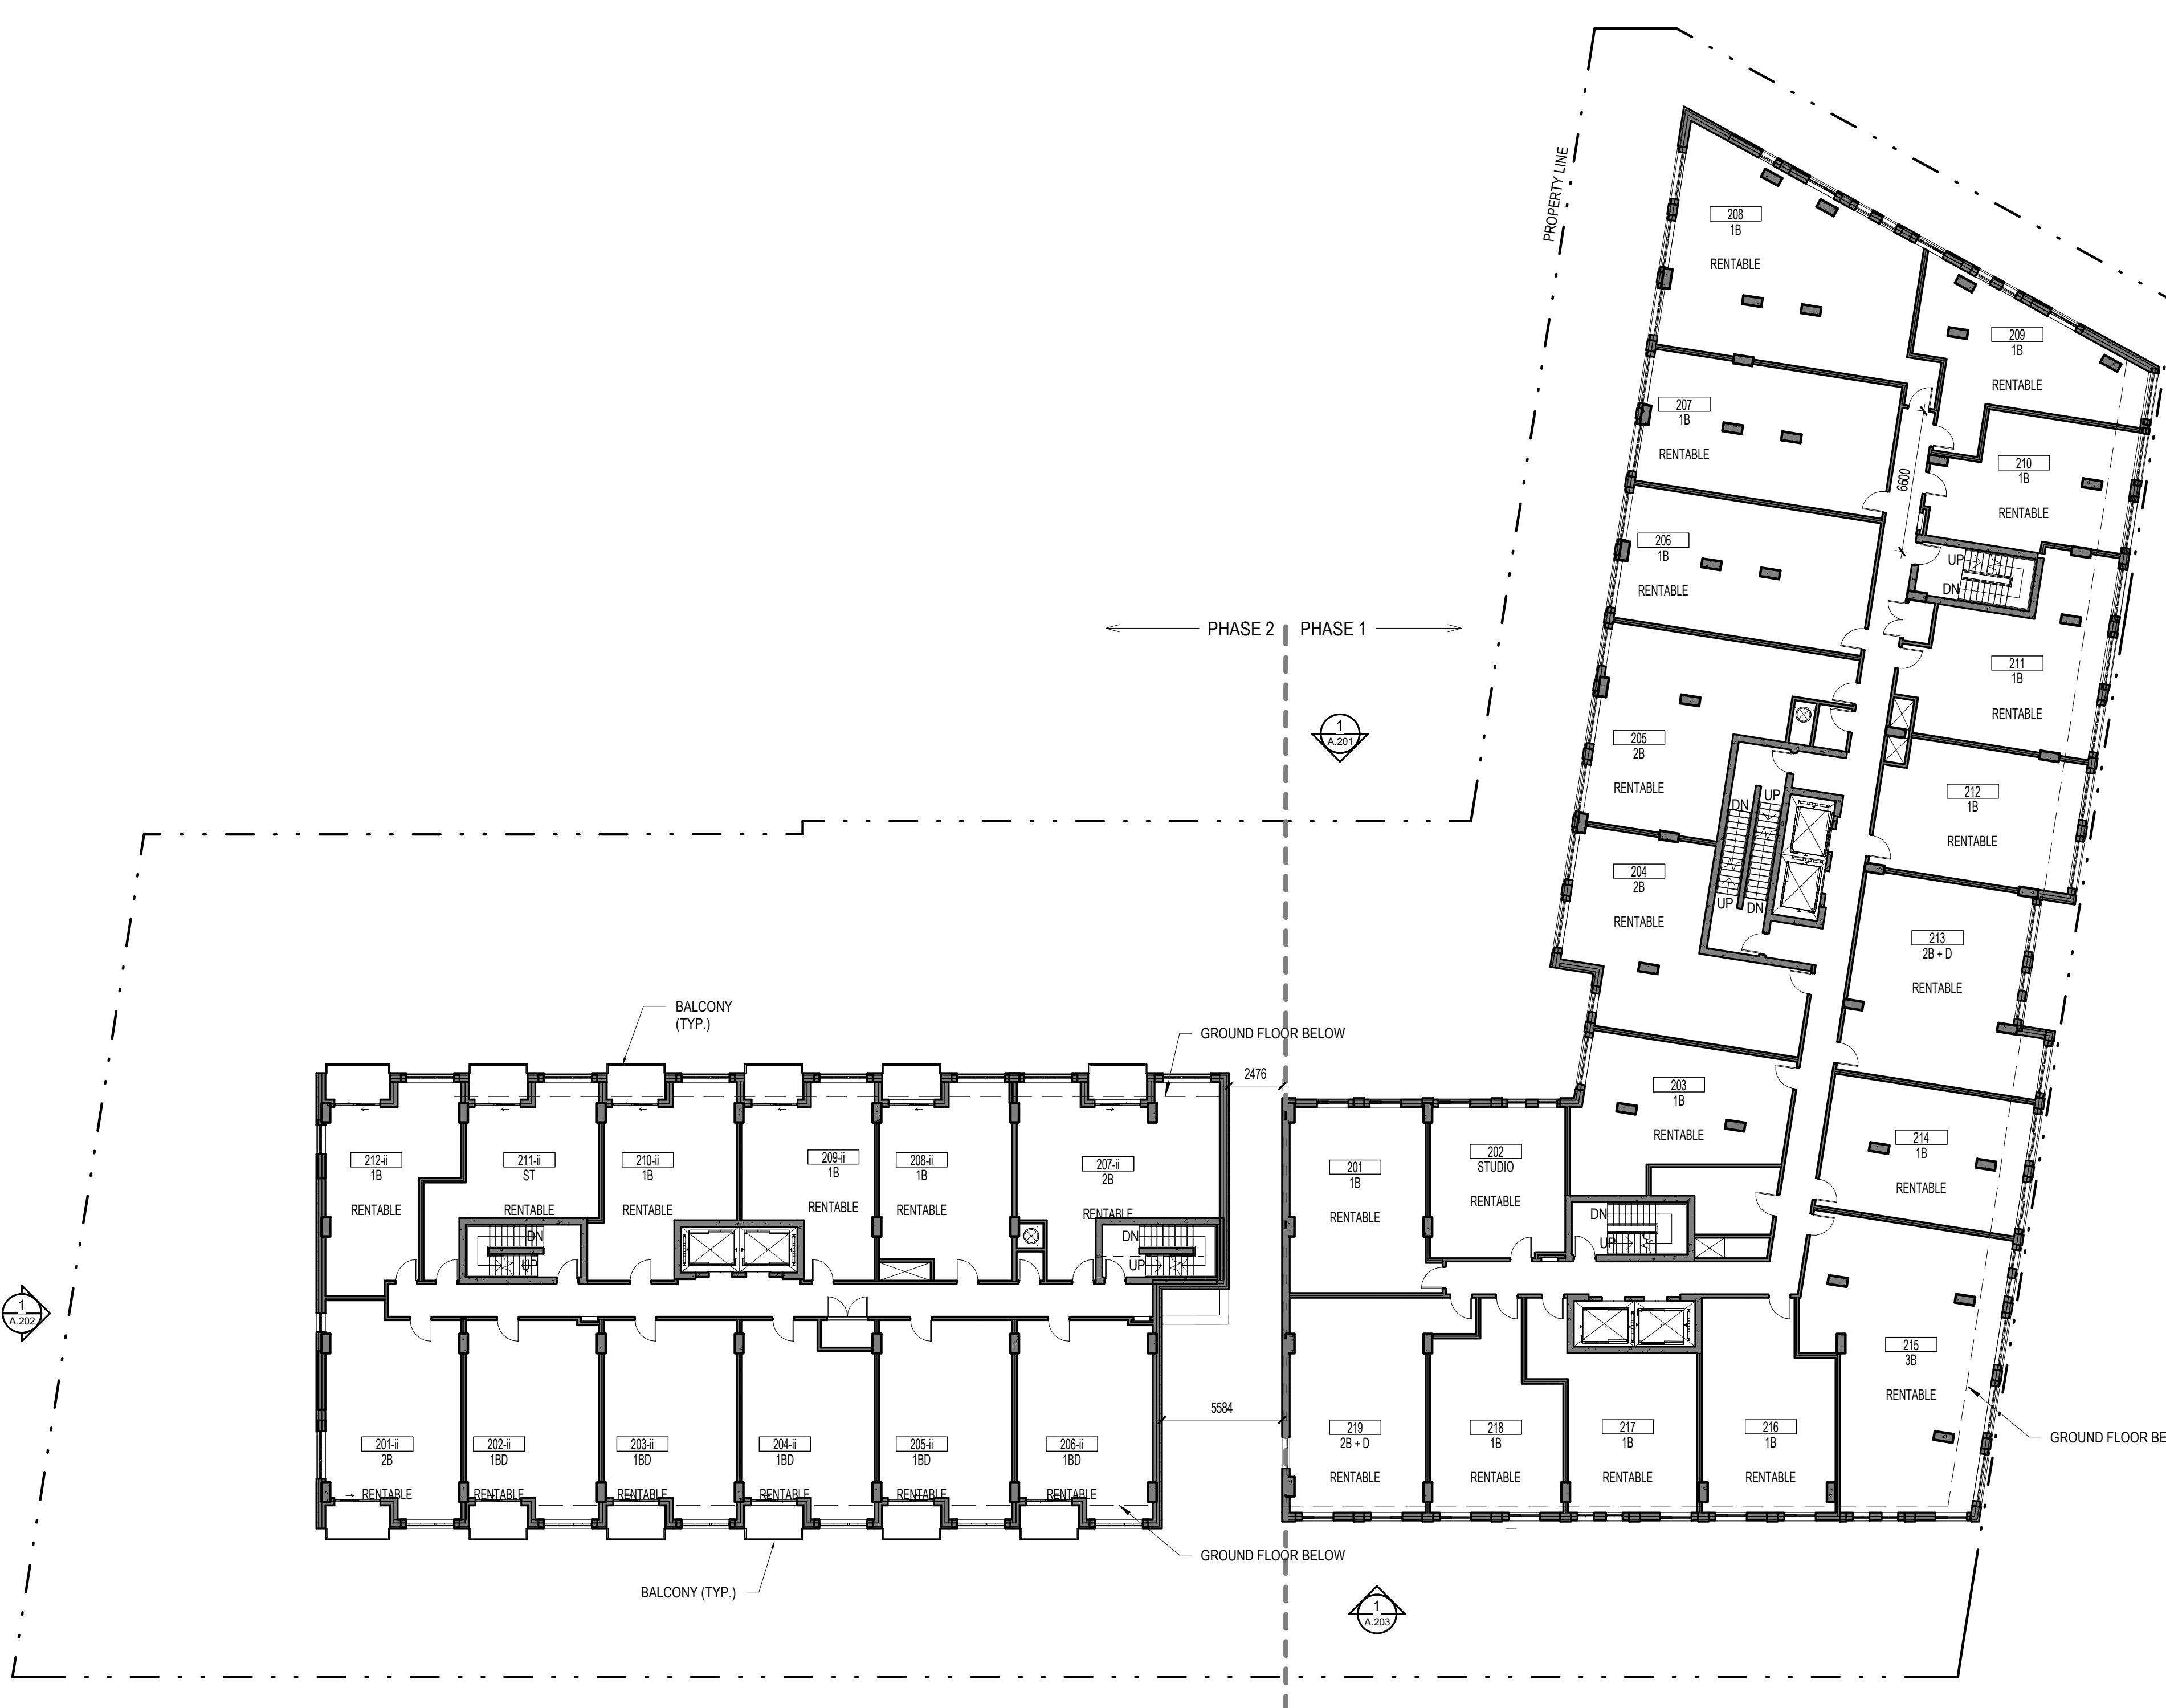 PROPERTY LINE
208
1B
RENTABLE
209
1B
RENTABLE
207
1B
RENTABLE
210
1B
RENTABLE
6600
206
1B
RENTABLE
UP
DN
PHASE 2
PHASE 1
211
1B
RENTABLE
1
A.201
205
2B
RENTABLE
DN
UP
UP
DN
212
1B
RENTABLE
204
2B
RENTABLE
213
2B + D
RENTABLE
BALCONY
(TYP.)
GROUND FLOOR BELOW
2476
203
1B
RENTABLE
214
1B
RENTABLE
212-ii
1B
RENTABLE
211-ii
ST
RENTABLE
210-ii
1B
RENTABLE
209-ii
1B
RENTABLE
208-ii
1B
RENTABLE
207-ii
2B
RENTABLE
201
1B
RENTABLE
202
STUDIO
RENTABLE
DN
UP
DN
UP
DN
UP
1
A.202
215
3B
RENTABLE
5584
201-ii
2B
RENTABLE
202-ii
1BD
RENTABLE
203-ii
1BD
RENTABLE
204-ii
1BD
RENTABLE
205-ii
1BD
RENTABLE
206-ii
1BD
RENTABLE
219
2B + D
RENTABLE
218
1B
RENTABLE
217
1B
RENTABLE
216
1B
RENTABLE
GROUND FLOOR BE
GROUND FLOOR BELOW
BALCONY (TYP.)
1
A.203